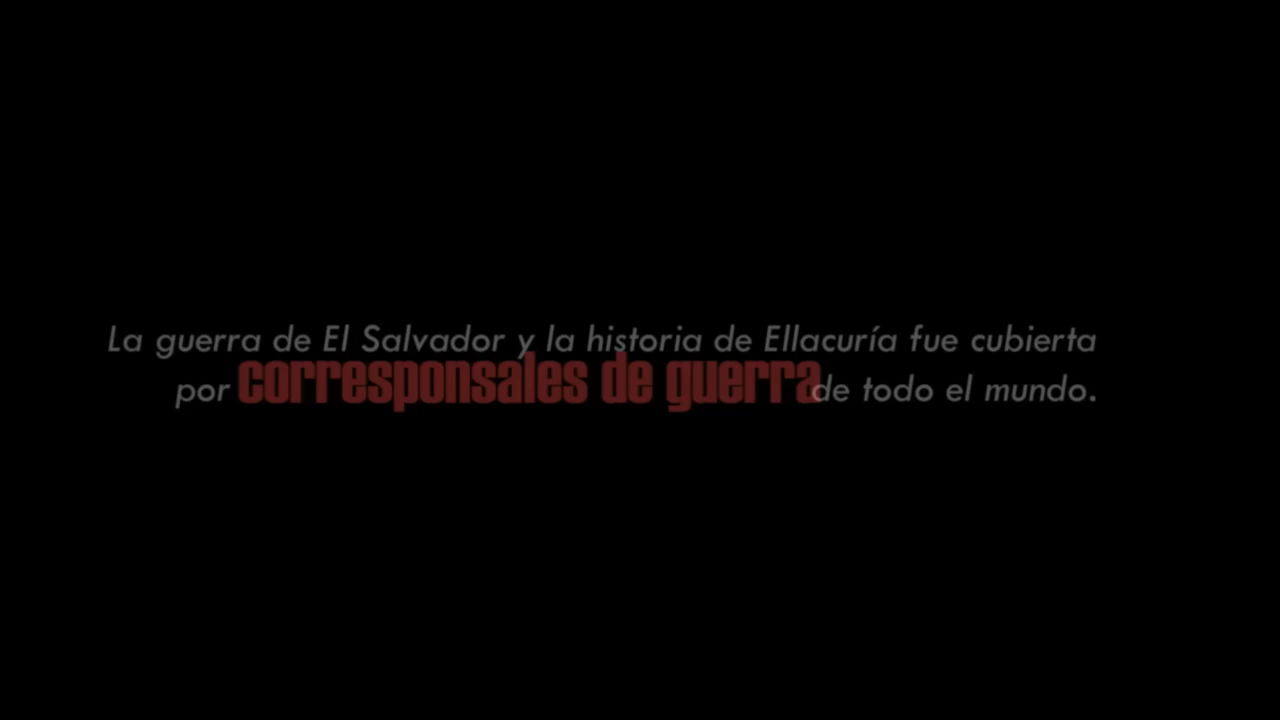 La guerra de El Salvador y la historia de Ellacuría fue cubierta
por corresponsales de guerra de todo el mundo.